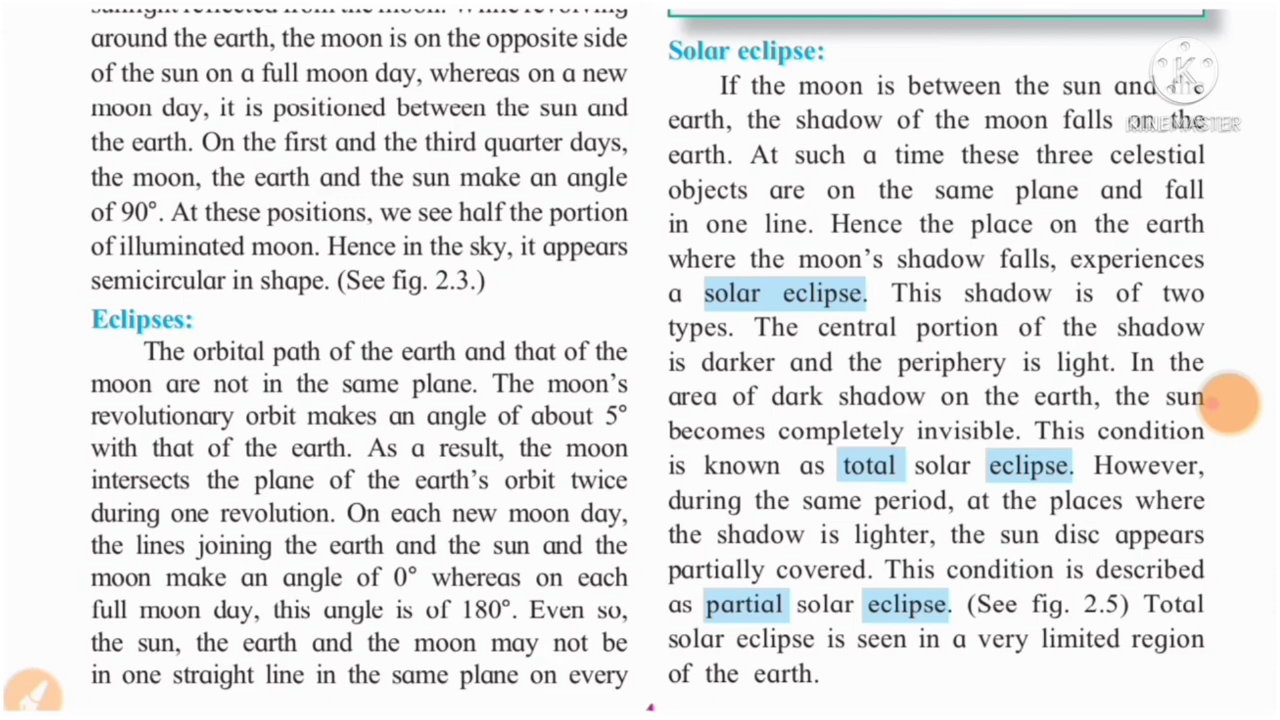 sunlight reflected from the moon. While revolving
around the earth, the moon is on the opposite side
of the sun on a full moon day, whereas on a new
moon day, it is positioned between the sun and
the earth. On the first and the third quarter days,
the moon, the earth and the sun make an angle
of 90°. At these positions, we see half the portion
of illuminated moon. Hence in the sky, it appears
semicircular in shape. (See fig. 2.3.)
Eclipses:
The orbital path of the earth and that of the
moon are not in the same plane. The moon's
revolutionary orbit makes an angle of about 5°
with that of the earth. As a result, the moon
intersects the plane of the earth's orbit twice
during one revolution. On each new moon day,
the lines joining the earth and the sun and the
moon make an angle of 0° whereas on each
full moon day, this angle is of 180°. Even so,
the sun, the earth and the moon may not be
in one straight line in the same plane on every
Solar eclipse:
If the moon is between the sun and the
earth, the shadow of the moon falls on the
earth. At such a time these three celestial
objects are on the same plane and fall
in one line. Hence the place on the earth
where the moon's shadow falls, experiences
a solar eclipse. This shadow is of two
types. The central portion of the shadow
is darker and the periphery is light. In the
area of dark shadow on the earth, the sun
becomes completely invisible. This condition
is known as total solar eclipse. However,
during the same period, at the places where
the shadow is lighter, the sun disc appears
partially covered. This condition is described
as partial solar eclipse. (See fig. 2.5) Total
solar eclipse is seen in a very limited region
of the earth.
K
KINEMASTER